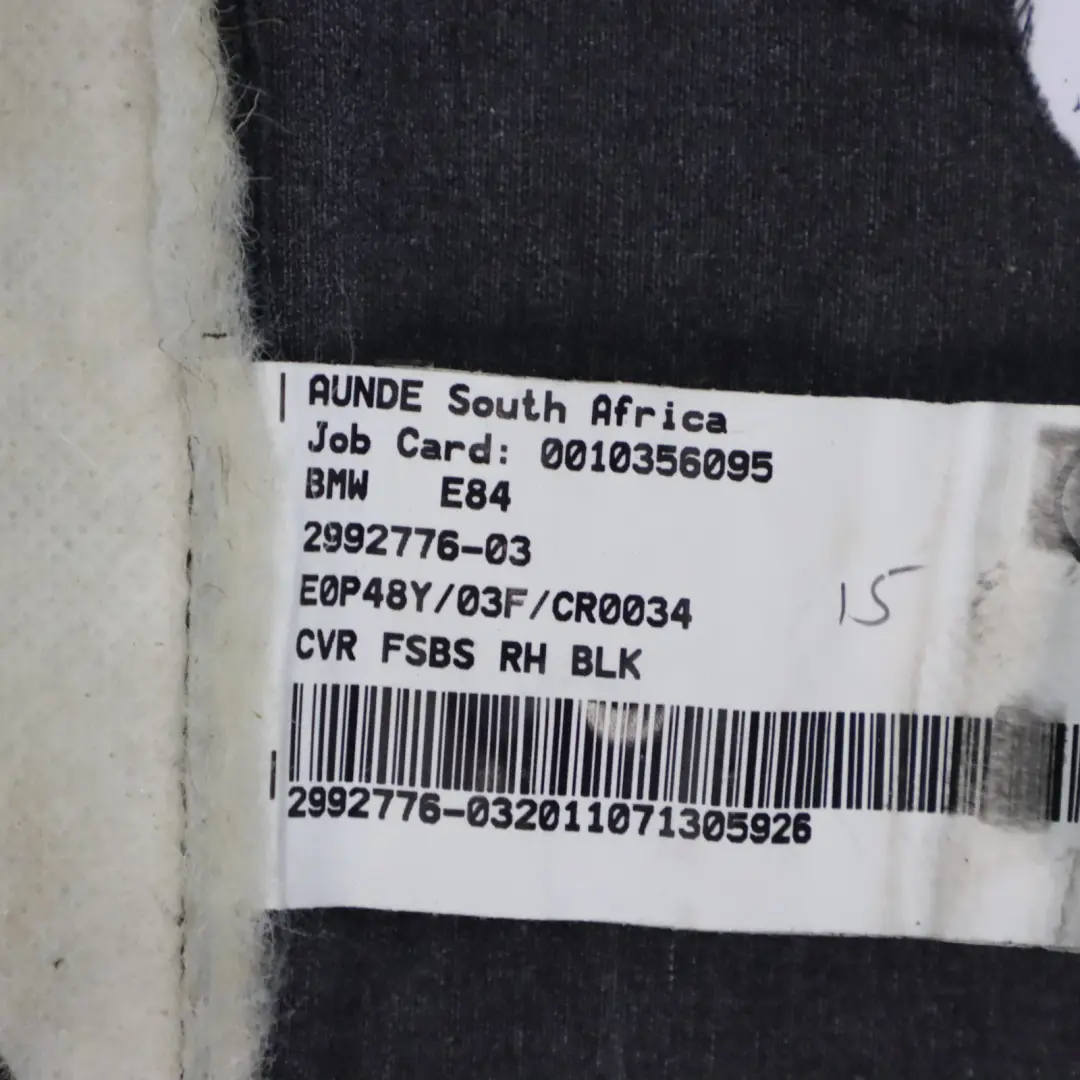 AUNDE South Africa
Job Card: 0010356095
BMW E84
2992776-03
E0P48Y/03F/CR0034
15
CVR FSBS RH BLK
2992776-032011071305926